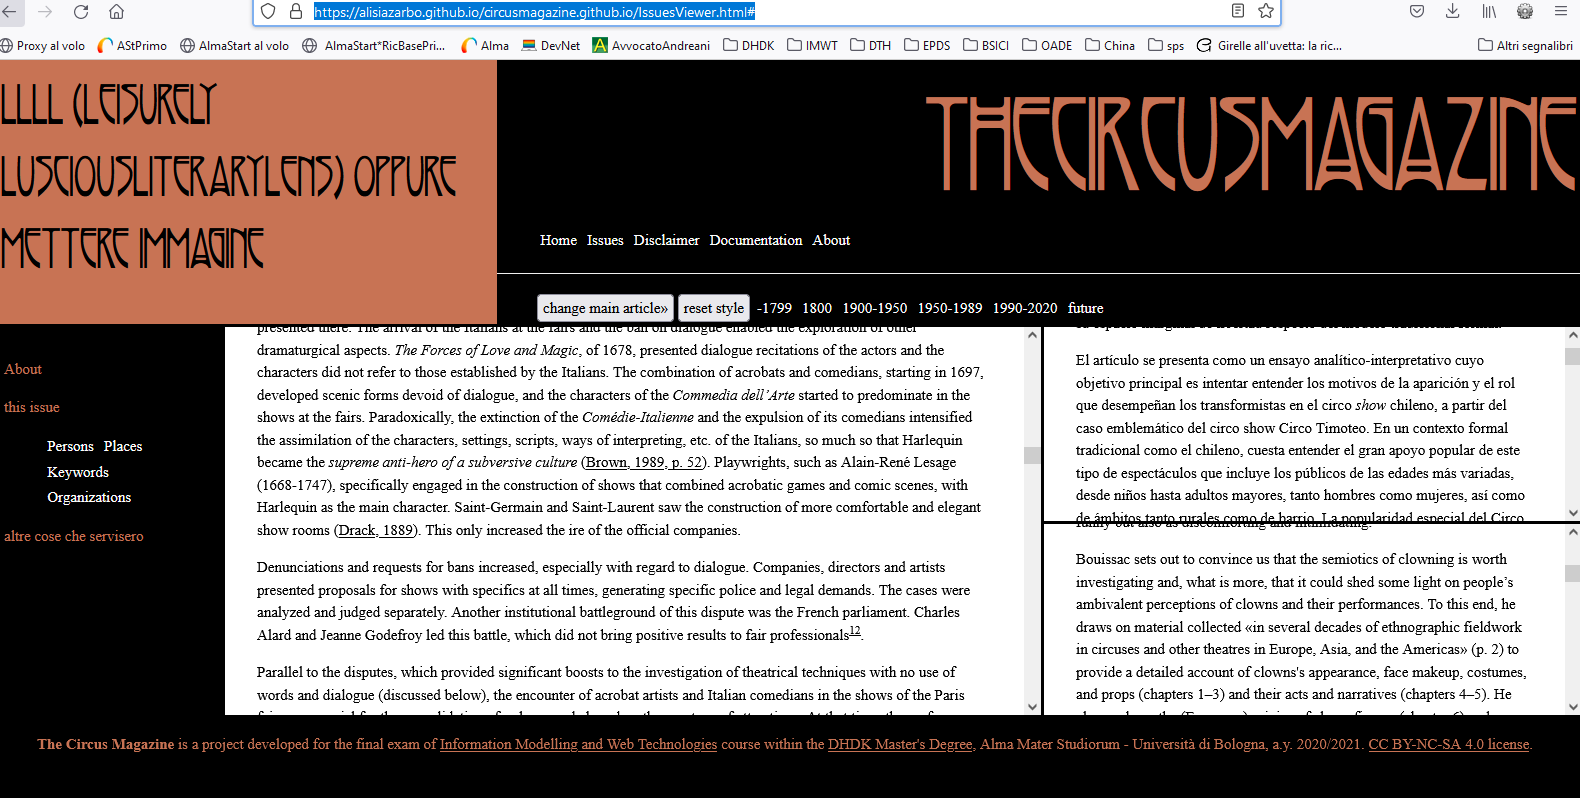 https://alisiazarbo.github.io/circusmagazine.github.io/IssuesViewer.html#
Proxy al volo AStPrimo AlmaStart al volo AlmaStart*RicBasePri... Alma DevNet AvvocatoAndreani DHDK IMWT DTH EPDS BSICI OADE China sps Girelle all'uvetta: la ric... Altri segnalibri
LLLL (LEISURELY
LUSCIOUSLITERARYLENS) OPPURE
METTERE IMMAGINE
THECIRCUSMAGAZINE
Home Issues Disclaimer Documentation About
change main article» reset style -1799 1800 1900-1950 1950-1989 1990-2020 future
About
this issue
Persons Places
Keywords
Organizations
altre cose che servisero
presented there. The arrival of the Italians at the fairs and the ban on dialogue enabled the exploration of other
dramaturgical aspects. The Forces of Love and Magic, of 1678, presented dialogue recitations of the actors and the
characters did not refer to those established by the Italians. The combination of acrobats and comedians, starting in 1697,
developed scenic forms devoid of dialogue, and the characters of the Commedia dell’Arte started to predominate in the
shows at the fairs. Paradoxically, the extinction of the Comédie-Italienne and the expulsion of its comedians intensified
the assimilation of the characters, settings, scripts, ways of interpreting, etc. of the Italians, so much so that Harlequin
became the supreme anti-hero of a subversive culture (Brown, 1989, p. 52). Playwrights, such as Alain-René Lesage
(1668-1747), specifically engaged in the construction of shows that combined acrobatic games and comic scenes, with
Harlequin as the main character. Saint-Germain and Saint-Laurent saw the construction of more comfortable and elegant
show rooms (Drack, 1889). This only increased the ire of the official companies.
Denunciations and requests for bans increased, especially with regard to dialogue. Companies, directors and artists
presented proposals for shows with specifics at all times, generating specific police and legal demands. The cases were
analyzed and judged separately. Another institutional battleground of this dispute was the French parliament. Charles
Alard and Jeanne Godefroy led this battle, which did not bring positive results to fair professionals12.
Parallel to the disputes, which provided significant boosts to the investigation of theatrical techniques with no use of
words and dialogue (discussed below), the encounter of acrobat artists and Italian comedians in the shows of the Paris
El artículo se presenta como un ensayo analítico-interpretativo cuyo
objetivo principal es intentar entender los motivos de la aparición y el rol
que desempeñan los transformistas en el circo show chileno, a partir del
caso emblemático del circo show Circo Timoteo. En un contexto formal
tradicional como el chileno, cuesta entender el gran apoyo popular de este
tipo de espectáculos que incluye los públicos de las edades más variadas,
desde niños hasta adultos mayores, tanto hombres como mujeres, así como
de ámbitos tanto rurales como de barrio. La popularidad especial del Circo
Bouissac sets out to convince us that the semiotics of clowning is worth
investigating and, what is more, that it could shed some light on people’s
ambivalent perceptions of clowns and their performances. To this end, he
draws on material collected «in several decades of ethnographic fieldwork
in circuses and other theatres in Europe, Asia, and the Americas» (p. 2) to
provide a detailed account of clowns's appearance, face makeup, costumes,
and props (chapters 1–3) and their acts and narratives (chapters 4–5). He
The Circus Magazine is a project developed for the final exam of Information Modelling and Web Technologies course within the DHDK Master's Degree, Alma Mater Studiorum - Università di Bologna, a.y. 2020/2021. CC BY-NC-SA 4.0 license.